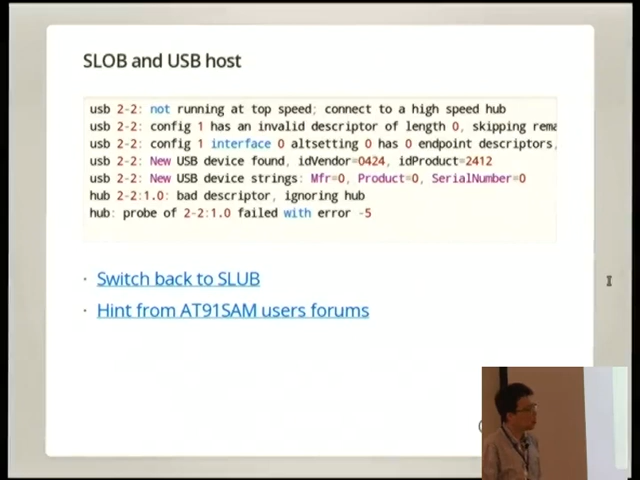 SLOB and USB host
usb 2-2: not running at top speed; connect to a high speed hub
usb 2-2: config 1 has an invalid descriptor of length 0, skipping rema
usb 2-2: config 1 interface 0 altsetting 0 has 0 endpoint descriptors,
usb 2-2: New USB device found, idVendor=0424, idProduct=2412
usb 2-2: New USB device strings: Mfr=0, Product=0, SerialNumber=0
hub 2-2:1.0: bad descriptor, ignoring hub
hub: probe of 2-2:1.0 failed with error -5
· Switch back to SLUB
· Hint from AT91SAM users forums